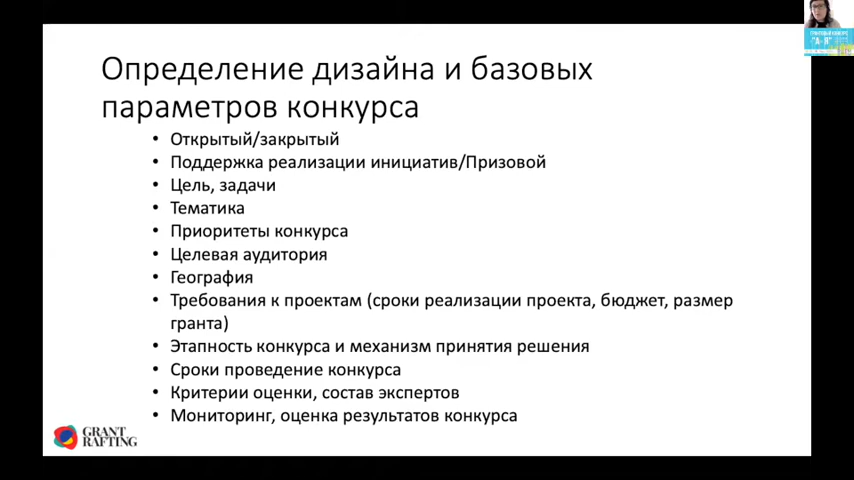 Определение дизайна и базовых
параметров конкурса
• Открытый/закрытый
• Поддержка реализации инициатив/Призовой
• Цель, задачи
• Тематика
• Приоритеты конкурса
• Целевая аудитория
• География
• Требования к проектам (сроки реализации проекта, бюджет, размер
гранта)
• Этапность конкурса и механизм принятия решения
• Сроки проведение конкурса
• Критерии оценки, состав экспертов
• Мониторинг, оценка результатов конкурса
GRANT
RAFTING